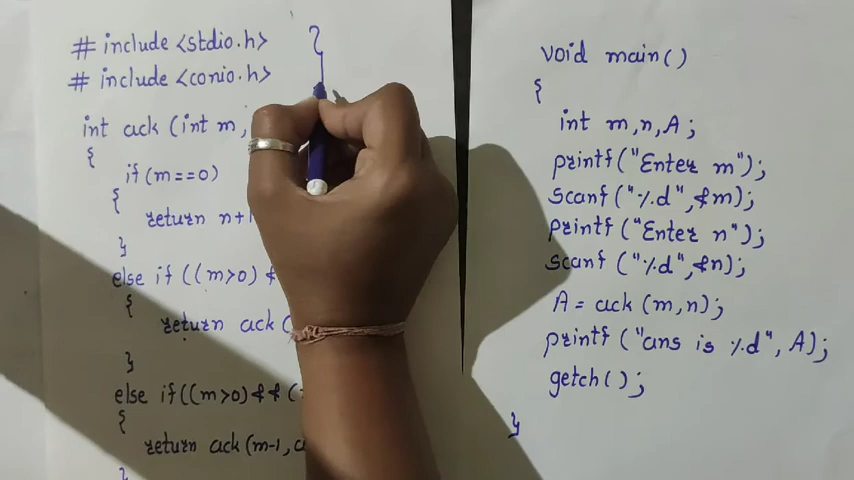 # include <stdio.h>
# include <conio.h>
int ack (int m,
{
if (m==0)
{
return n+1
}
else if ((m>0) &
{
return ack (
}
else if ((m>0) && (
{
return ack (m-1, a
}
}
void main()
{
int m,n,A;
printf ("Enter m");
scanf ("%d", &m);
printf ("Enter n");
scanf ("%d", &n);
A = ack (m,n);
printf ("ans is %d", A);
getch();
}